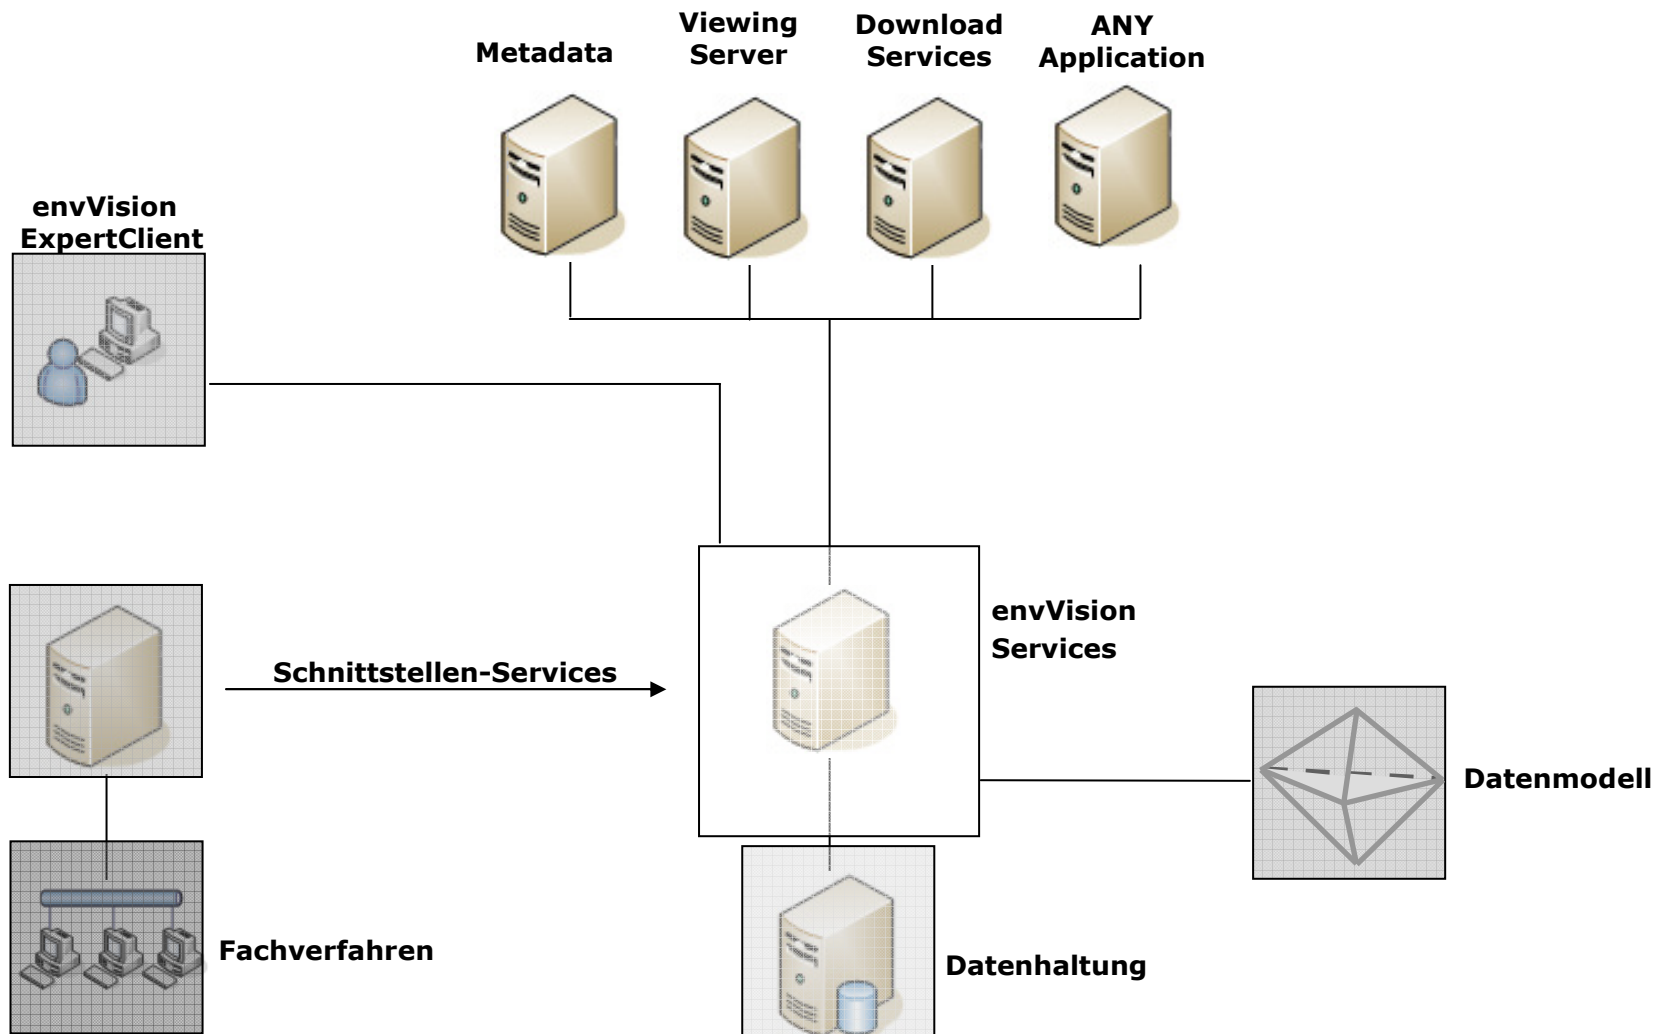 Metadata
Viewing
Server
Download
Services
ANY
Application
envVision
ExpertClient
envVision
Services
Schnittstellen-Services
Datenmodell
Fachverfahren
Datenhaltung